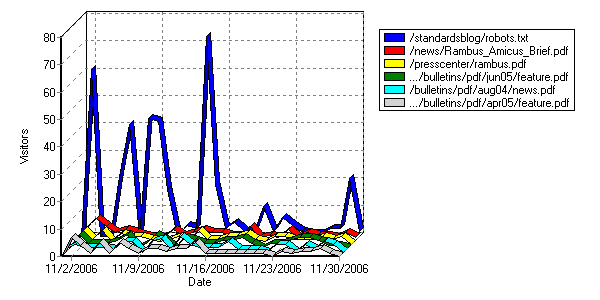 80
70
60
50
40
30
20
10
0
Visitors
11/2/2006 11/9/2006 11/16/2006 11/23/2006 11/30/2006
Date
/standardsblog/robots.txt
/news/Rambus_Amicus_Brief.pdf
/presscenter/rambus.pdf
.../bulletins/pdf/jun05/feature.pdf
/bulletins/pdf/aug04/news.pdf
.../bulletins/pdf/apr05/feature.pdf